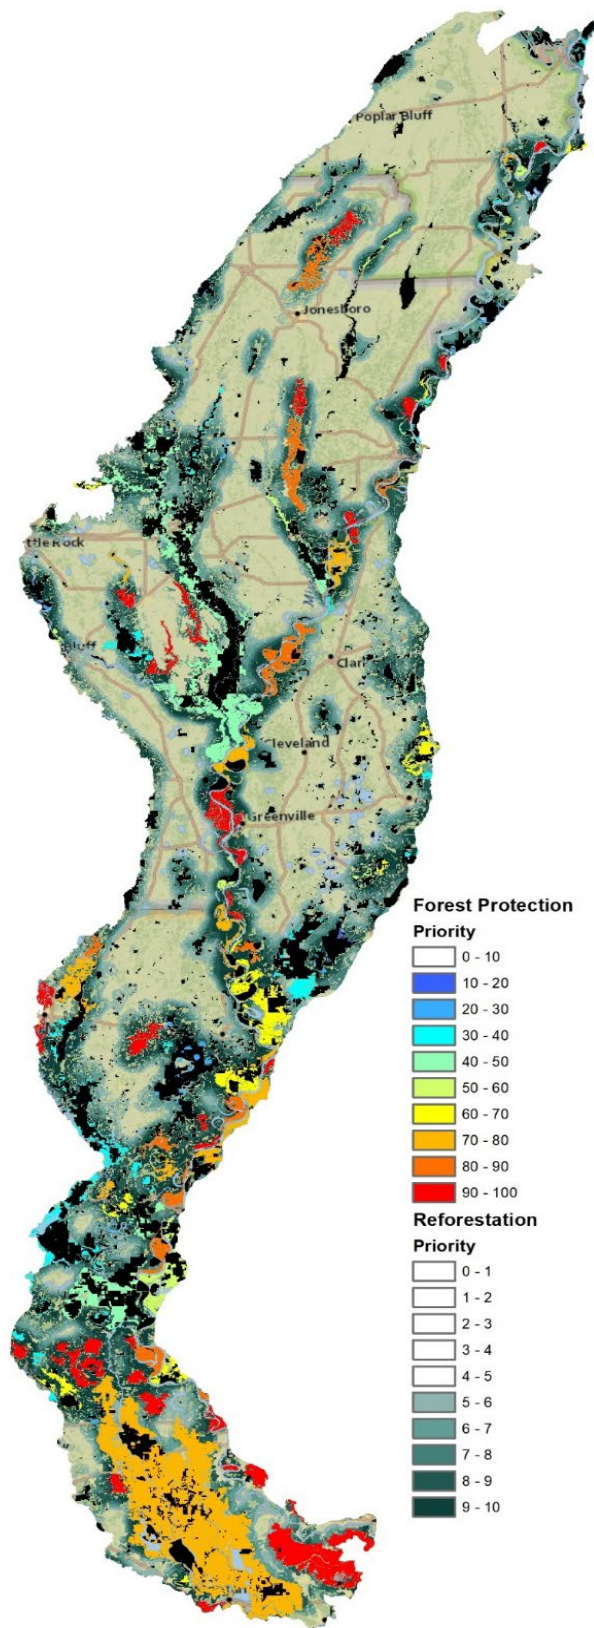 Poplar Bluff
Jonesboro
ttle Rock
Bluff
Clar
Cleveland
Greenville
Forest Protection
Priority
0 - 10
10 - 20
20 - 30
30 - 40
40 - 50
50 - 60
60 - 70
70 - 80
80 - 90
90 - 100
Reforestation
Priority
0 - 1
1 - 2
2 - 3
3 - 4
4 - 5
5 - 6
6 - 7
7 - 8
8 - 9
9 - 10